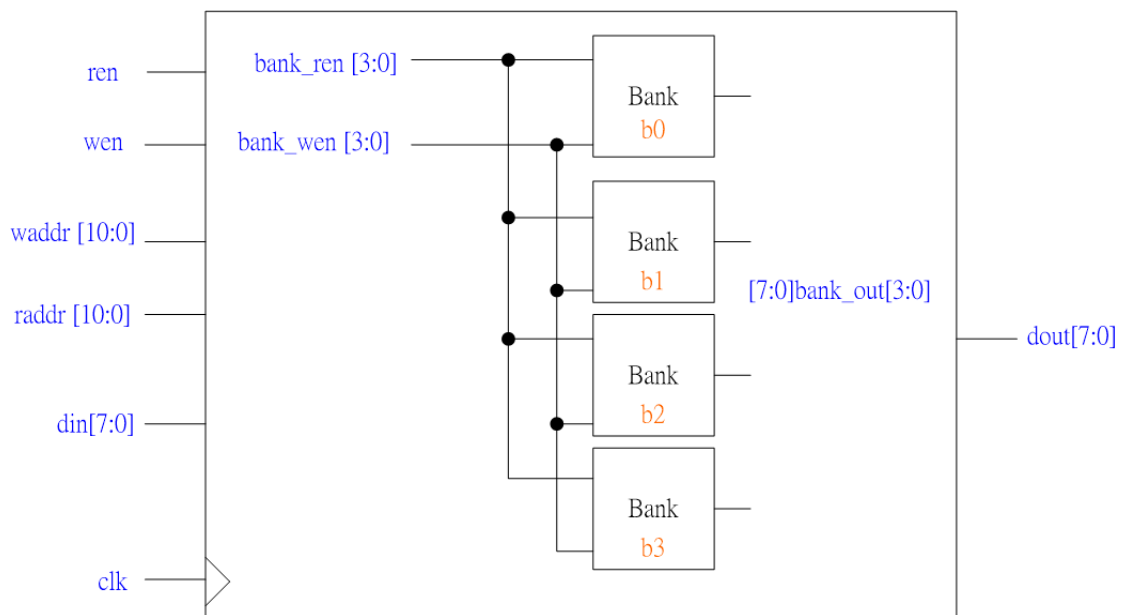 ren
wen
waddr [10:0]
raddr [10:0]
din[7:0]
clk
bank_ren [3:0]
bank_wen [3:0]
Bank
b0
Bank
b1
Bank
b2
Bank
b3
[7:0]bank_out[3:0]
dout[7:0]